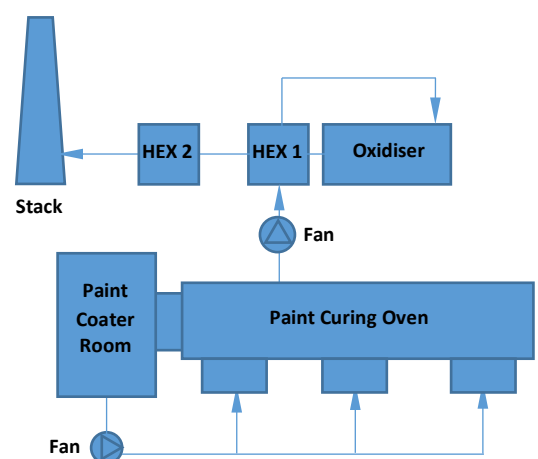 HEX 2
HEX 1
Oxidiser
Stack
Fan
Paint
Coater
Room
Paint Curing Oven
Fan